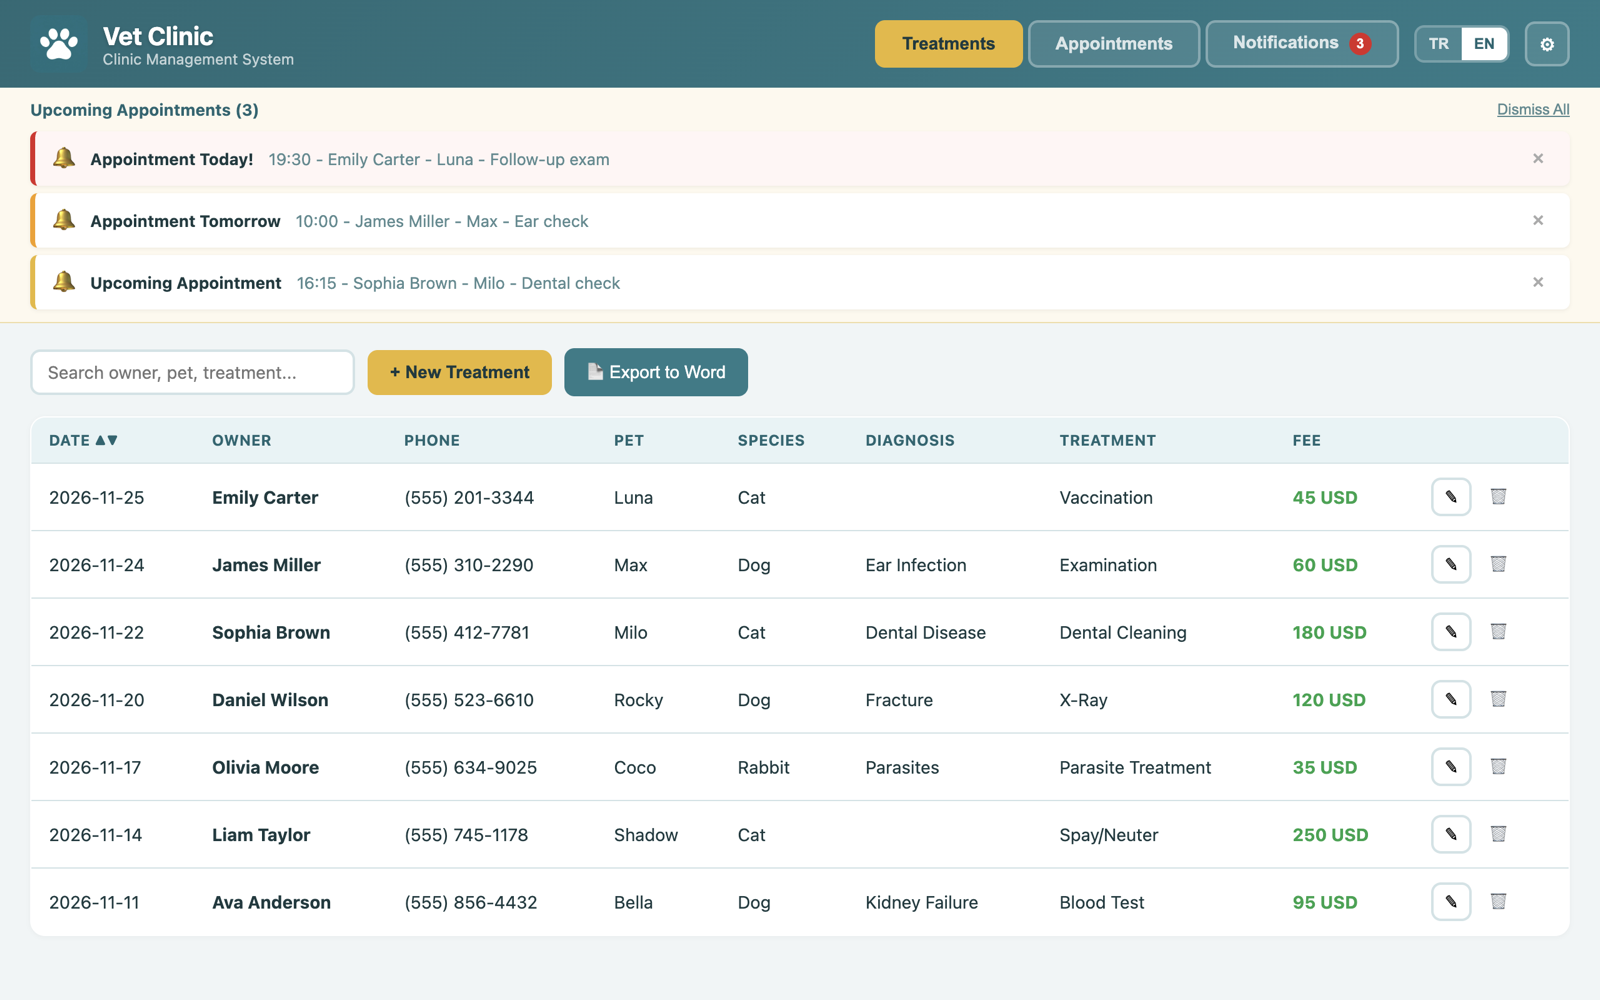 Vet Clinic
Clinic Management System
Treatments
Appointments
Notifications 3
TR EN
Upcoming Appointments (3)
Dismiss All
Appointment Today! 19:30 - Emily Carter - Luna - Follow-up exam
Appointment Tomorrow 10:00 - James Miller - Max - Ear check
Upcoming Appointment 16:15 - Sophia Brown - Milo - Dental check
Search owner, pet, treatment...
+ New Treatment
Export to Word
DATE ▲▼ OWNER PHONE PET SPECIES DIAGNOSIS TREATMENT FEE
2026-11-25 Emily Carter (555) 201-3344 Luna Cat Vaccination 45 USD
2026-11-24 James Miller (555) 310-2290 Max Dog Ear Infection Examination 60 USD
2026-11-22 Sophia Brown (555) 412-7781 Milo Cat Dental Disease Dental Cleaning 180 USD
2026-11-20 Daniel Wilson (555) 523-6610 Rocky Dog Fracture X-Ray 120 USD
2026-11-17 Olivia Moore (555) 634-9025 Coco Rabbit Parasites Parasite Treatment 35 USD
2026-11-14 Liam Taylor (555) 745-1178 Shadow Cat Spay/Neuter 250 USD
2026-11-11 Ava Anderson (555) 856-4432 Bella Dog Kidney Failure Blood Test 95 USD